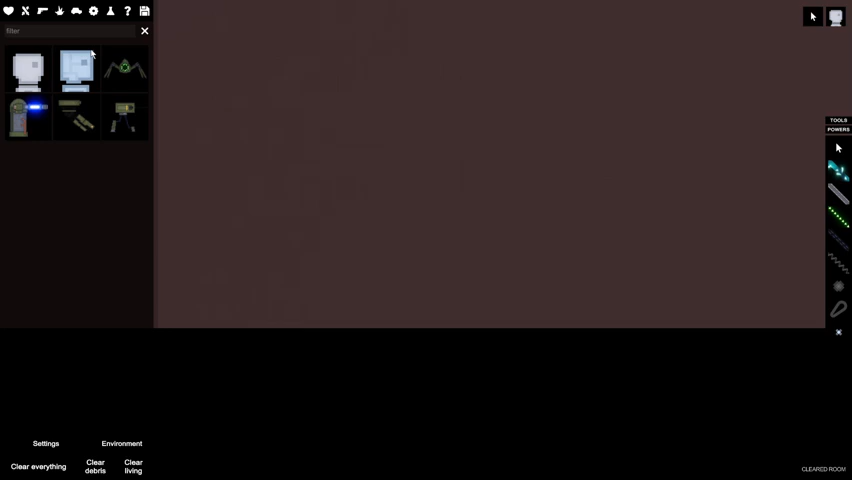 filter
TOOLS
POWERS
Settings
Environment
Clear everything
Clear
debris
Clear
living
CLEARED ROOM